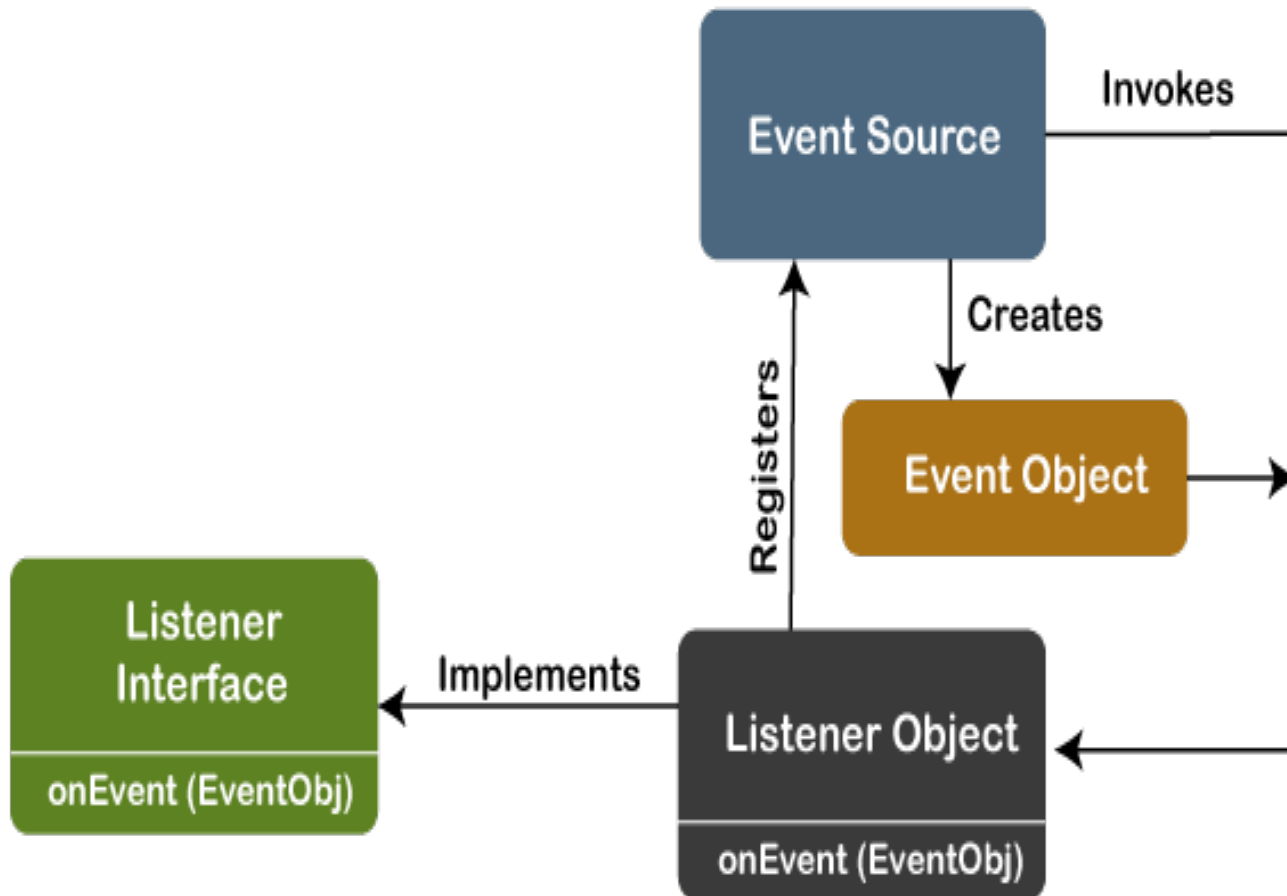 Invokes
Event Source
Creates
Registers
Event Object
Listener
Interface
onEvent (EventObj)
Implements
Listener Object
onEvent (EventObj)